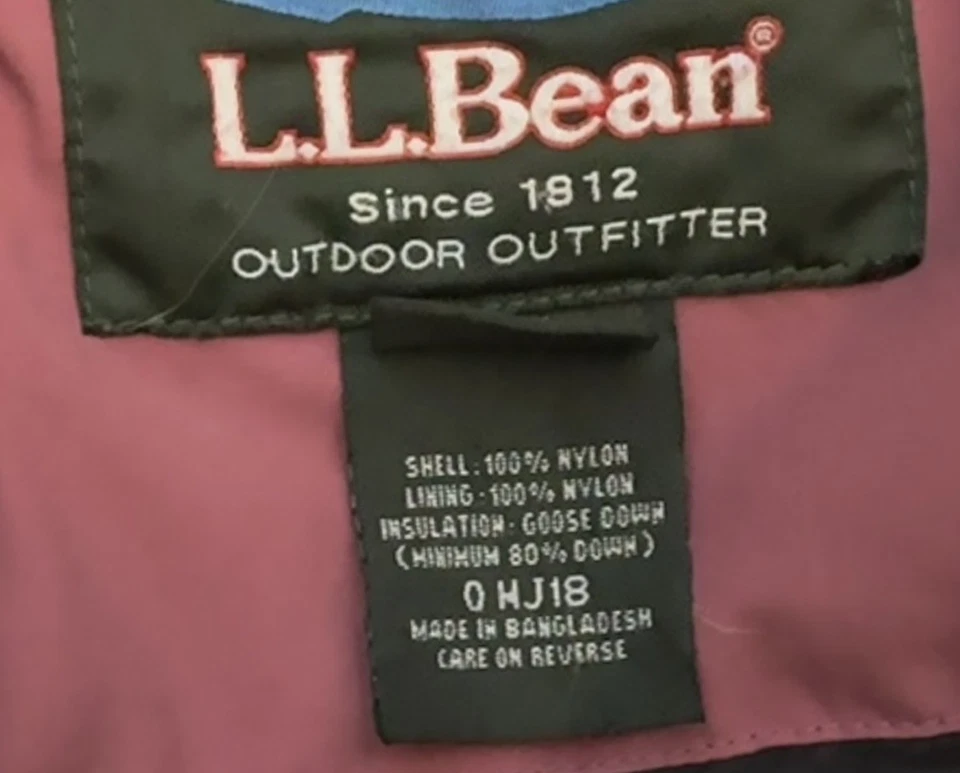 L.L.Bean®
Since 1812
OUTDOOR OUTFITTER
SHELL:100% NYLON
LINING-100% NYLON
INSULATION-GOOSE DOWN
(MINIMUM 80% DOWN)
0 HJ18
MADE IN BANGLADESH
CARE ON REVERSE